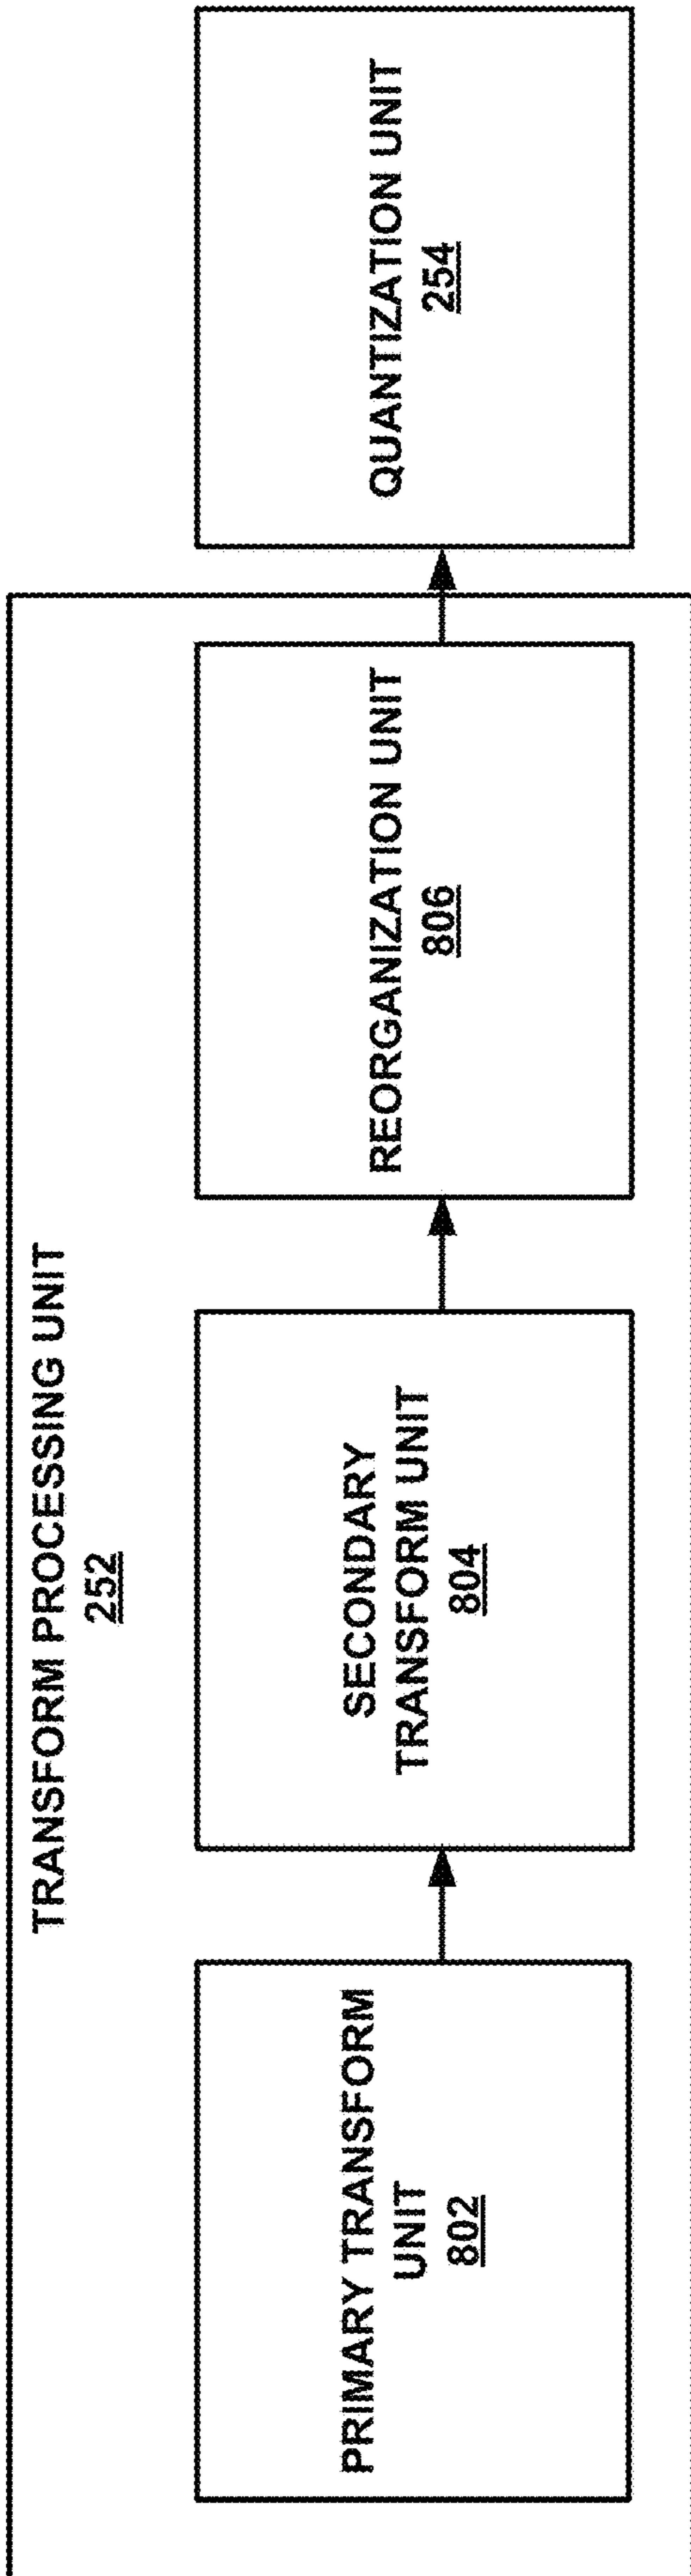 TRANSFORM PROCESSING UNIT
252
PRIMARY TRANSFORM
UNIT
802
SECONDARY
TRANSFORM UNIT
804
REORGANIZATION UNIT
806
QUANTIZATION UNIT
254